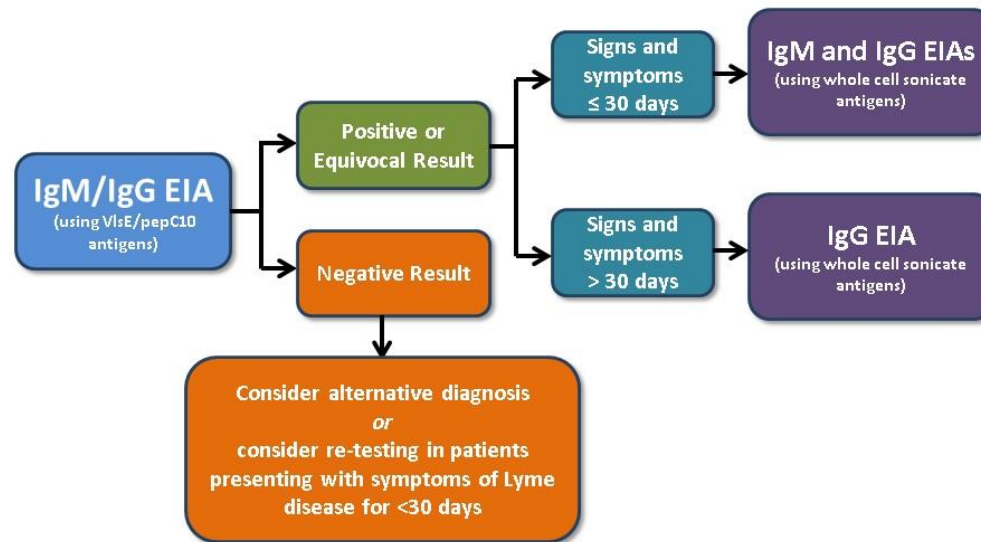 IgM/IgG EIA
(using VlsE/pepC10
antigens)
Positive or
Equivocal Result
Negative Result
Consider alternative diagnosis
or
consider re-testing in patients
presenting with symptoms of Lyme
disease for <30 days
Signs and
symptoms
≤ 30 days
IgM and IgG EIAs
(using whole cell sonicate
antigens)
Signs and
symptoms
> 30 days
IgG EIA
(using whole cell sonicate
antigens)